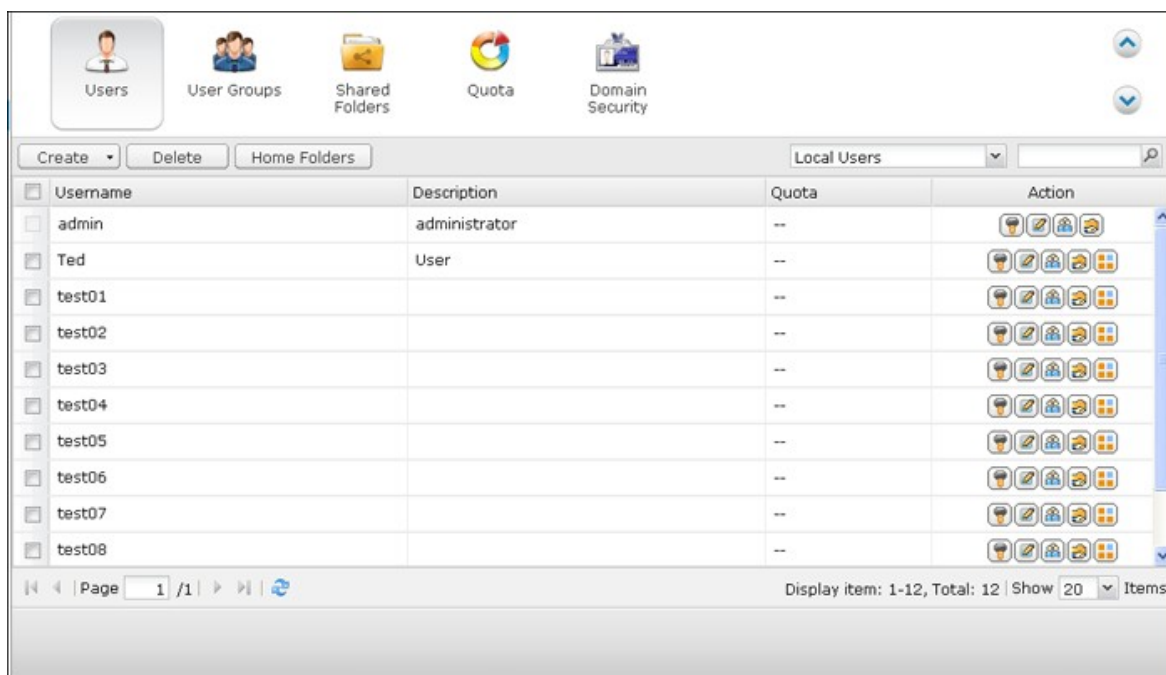 Users
User Groups
Shared
Folders
Quota
Domain
Security
Create
Delete
Home Folders
Local Users
Username Description Quota Action
admin administrator --
Ted User --
test01 --
test02 --
test03 --
test04 --
test05 --
test06 --
test07 --
test08 --
Page 1 /1 Display item: 1-12, Total: 12 Show 20 Items